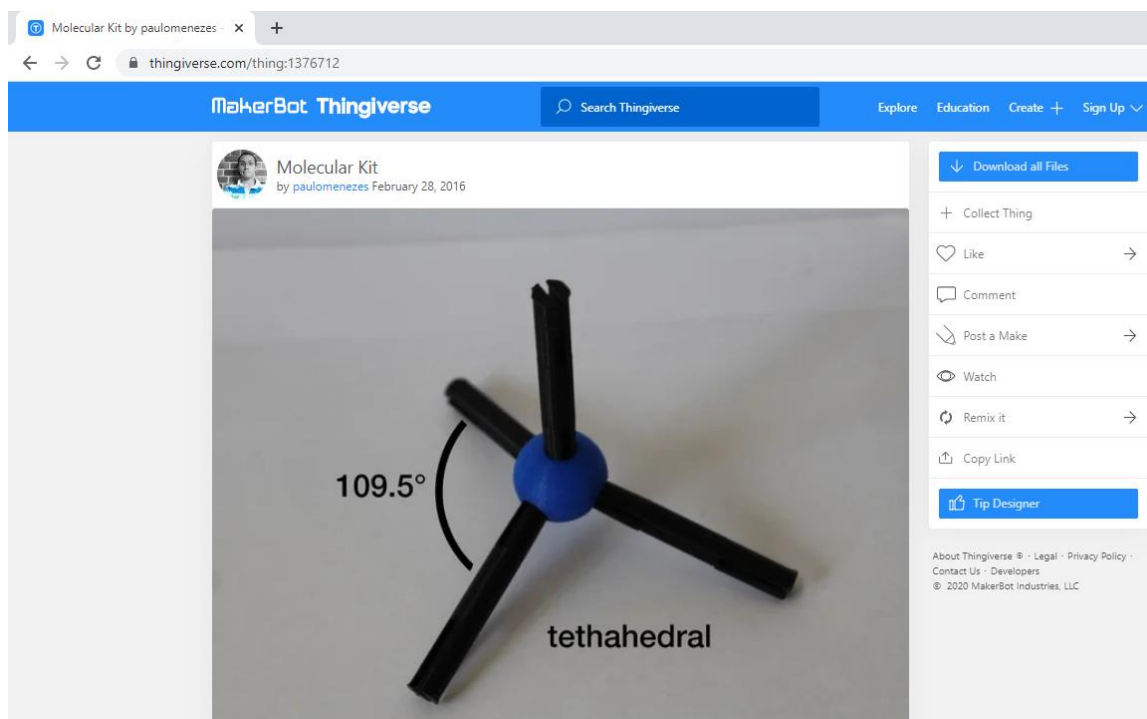 Molecular Kit by paulomenezes -
thingiverse.com/thing:1376712
MakerBot Thingiverse
Search Thingiverse
Explore
Education
Create
Sign Up
Molecular Kit
by paulomenezes February 28, 2016
109.5°
tethahedral
Download all Files
Collect Thing
Like
Comment
Post a Make
Watch
Remix it
Copy Link
Tip Designer
About Thingiverse ® · Legal · Privacy Policy ·
Contact Us · Developers
© 2020 MakerBot Industries, LLC